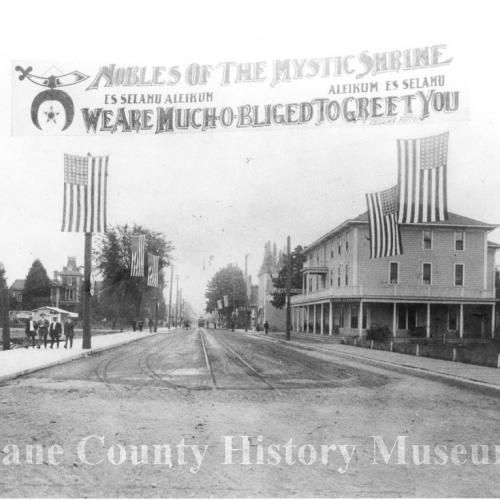 NOBLES OF THE MYSTIC SHRINE
ES SELAMU ALEIKUM ALEIKUM ES SELAMU
WE ARE MUCH-O-BLIGED TO GREET YOU
ane County History Museum